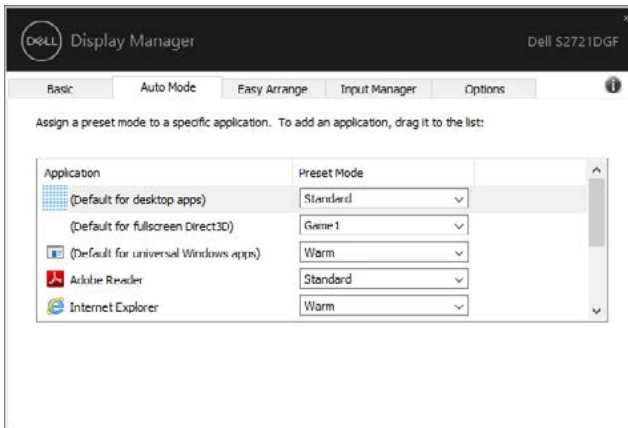 DELL Display Manager
Dell S2721DGF
Basic Auto Mode Easy Arrange Input Manager Options
Assign a preset mode to a specific application. To add an application, drag it to the list:
Application Preset Mode
(Default for desktop apps) Standard
(Default for fullscreen Direct3D) Game1
(Default for universal Windows apps) Warm
Adobe Reader Standard
Internet Explorer Warm